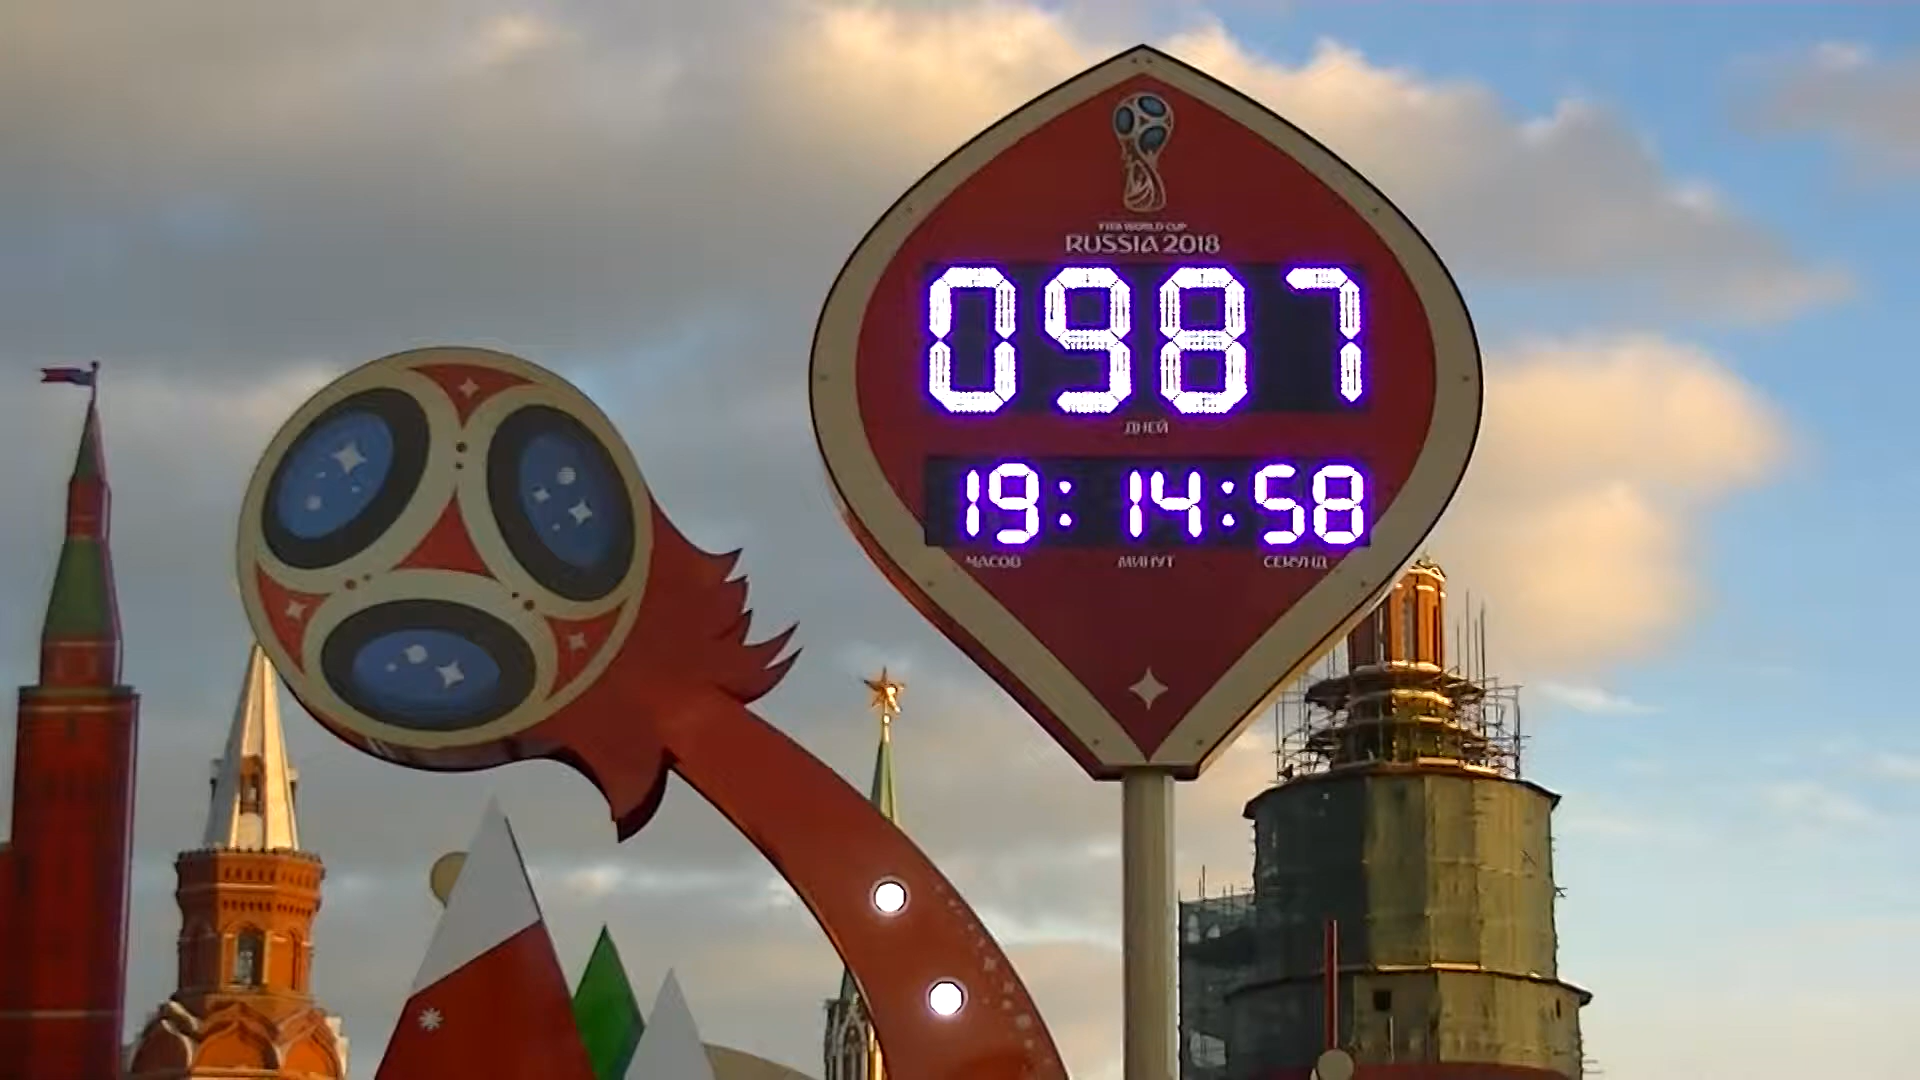 FIFA WORLD CUP
RUSSIA 2018
0987
ДНЕЙ
19: 14:58
ЧАСОВ МИНУТ СЕКУНД